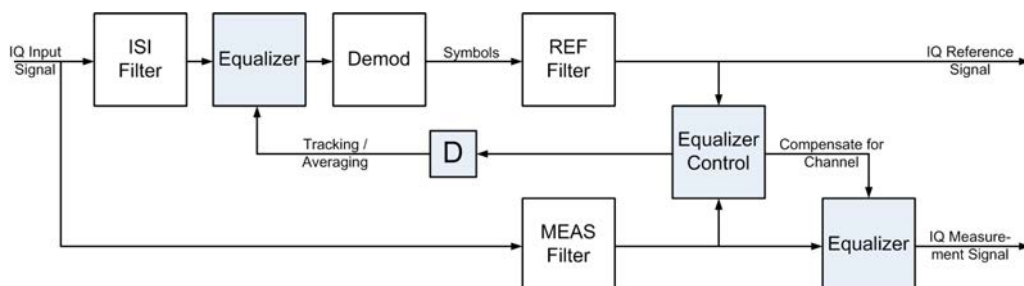 IQ Input
Signal
ISI
Filter
Equalizer
Demod
Symbols
REF
Filter
IQ Reference
Signal
Tracking /
Averaging
D
Equalizer
Control
Compensate for
Channel
MEAS
Filter
Equalizer
IQ Measure-
ment Signal